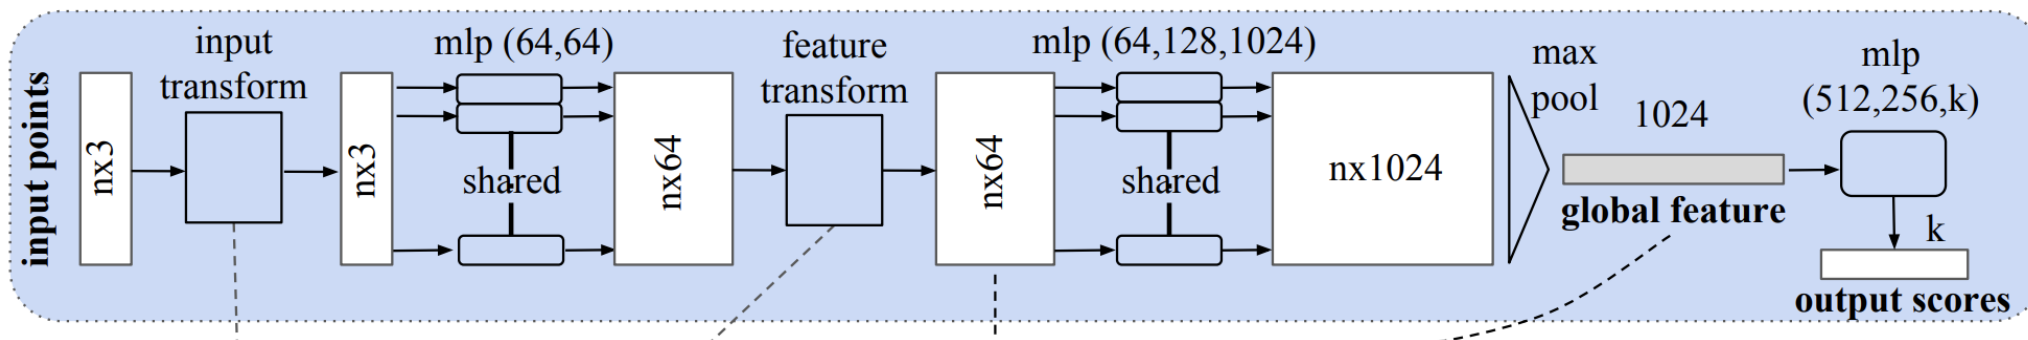 input points
nx3
input
transform
nx3
mlp (64,64)
shared
nx64
feature
transform
nx64
mlp (64,128,1024)
shared
nx1024
max
pool
1024
global feature
mlp
(512,256,k)
k
output scores